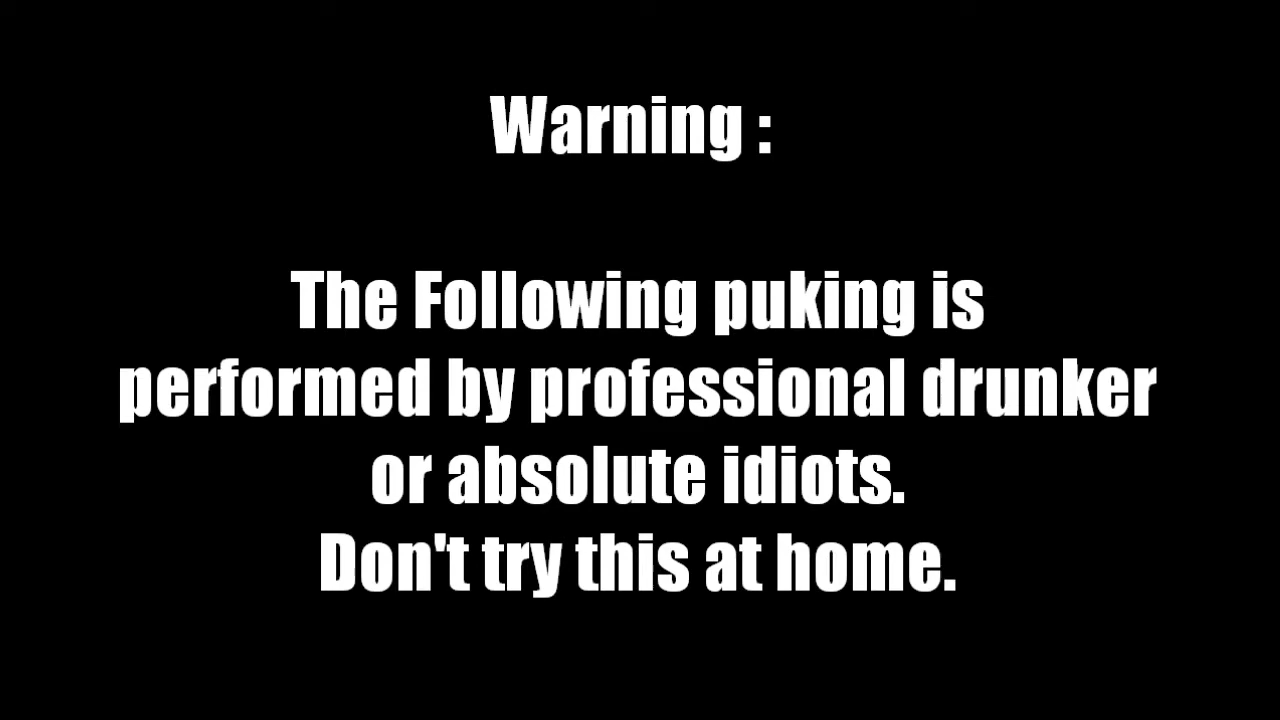 Warning :
The Following puking is
performed by professional drunker
or absolute idiots.
Don't try this at home.